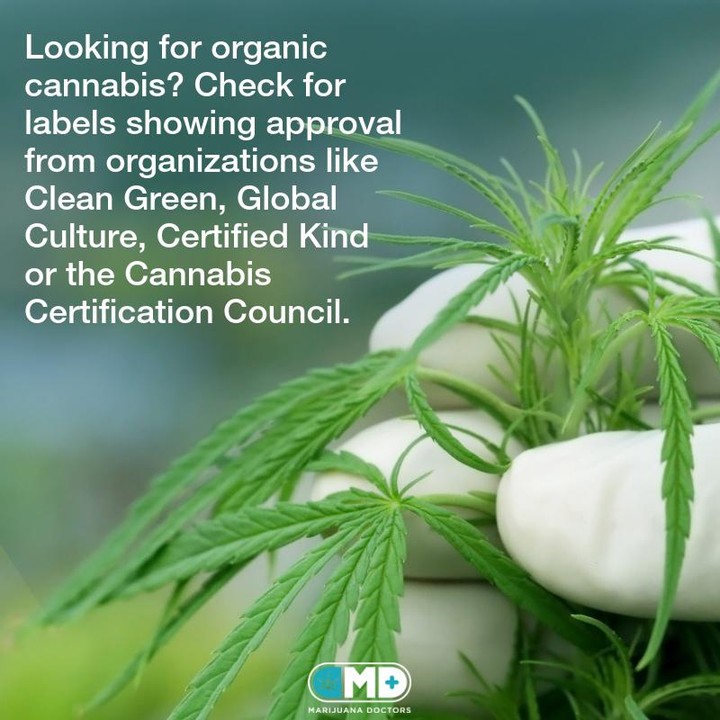 Looking for organic
cannabis? Check for
labels showing approval
from organizations like
Clean Green, Global
Culture, Certified Kind
or the Cannabis
Certification Council.
MD+
MARIJUANA DOCTORS